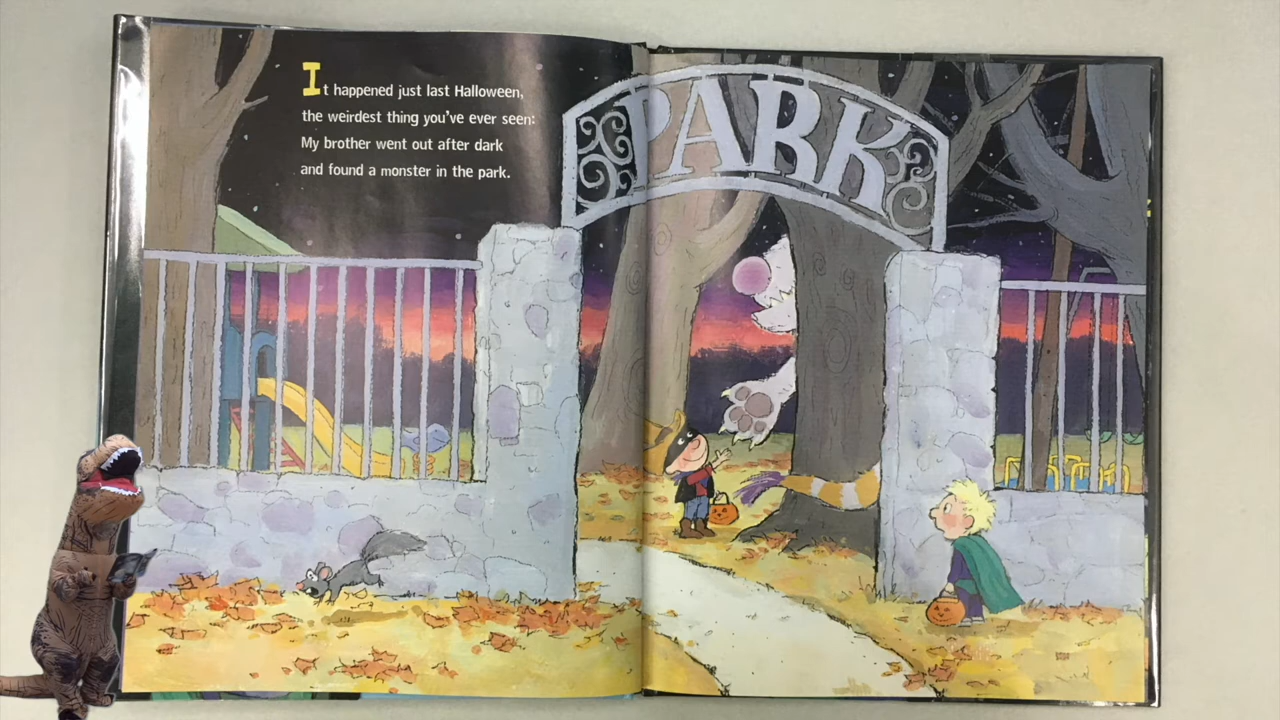 It happened just last Halloween,
the weirdest thing you've ever seen:
My brother went out after dark
and found a monster in the park.
PARK